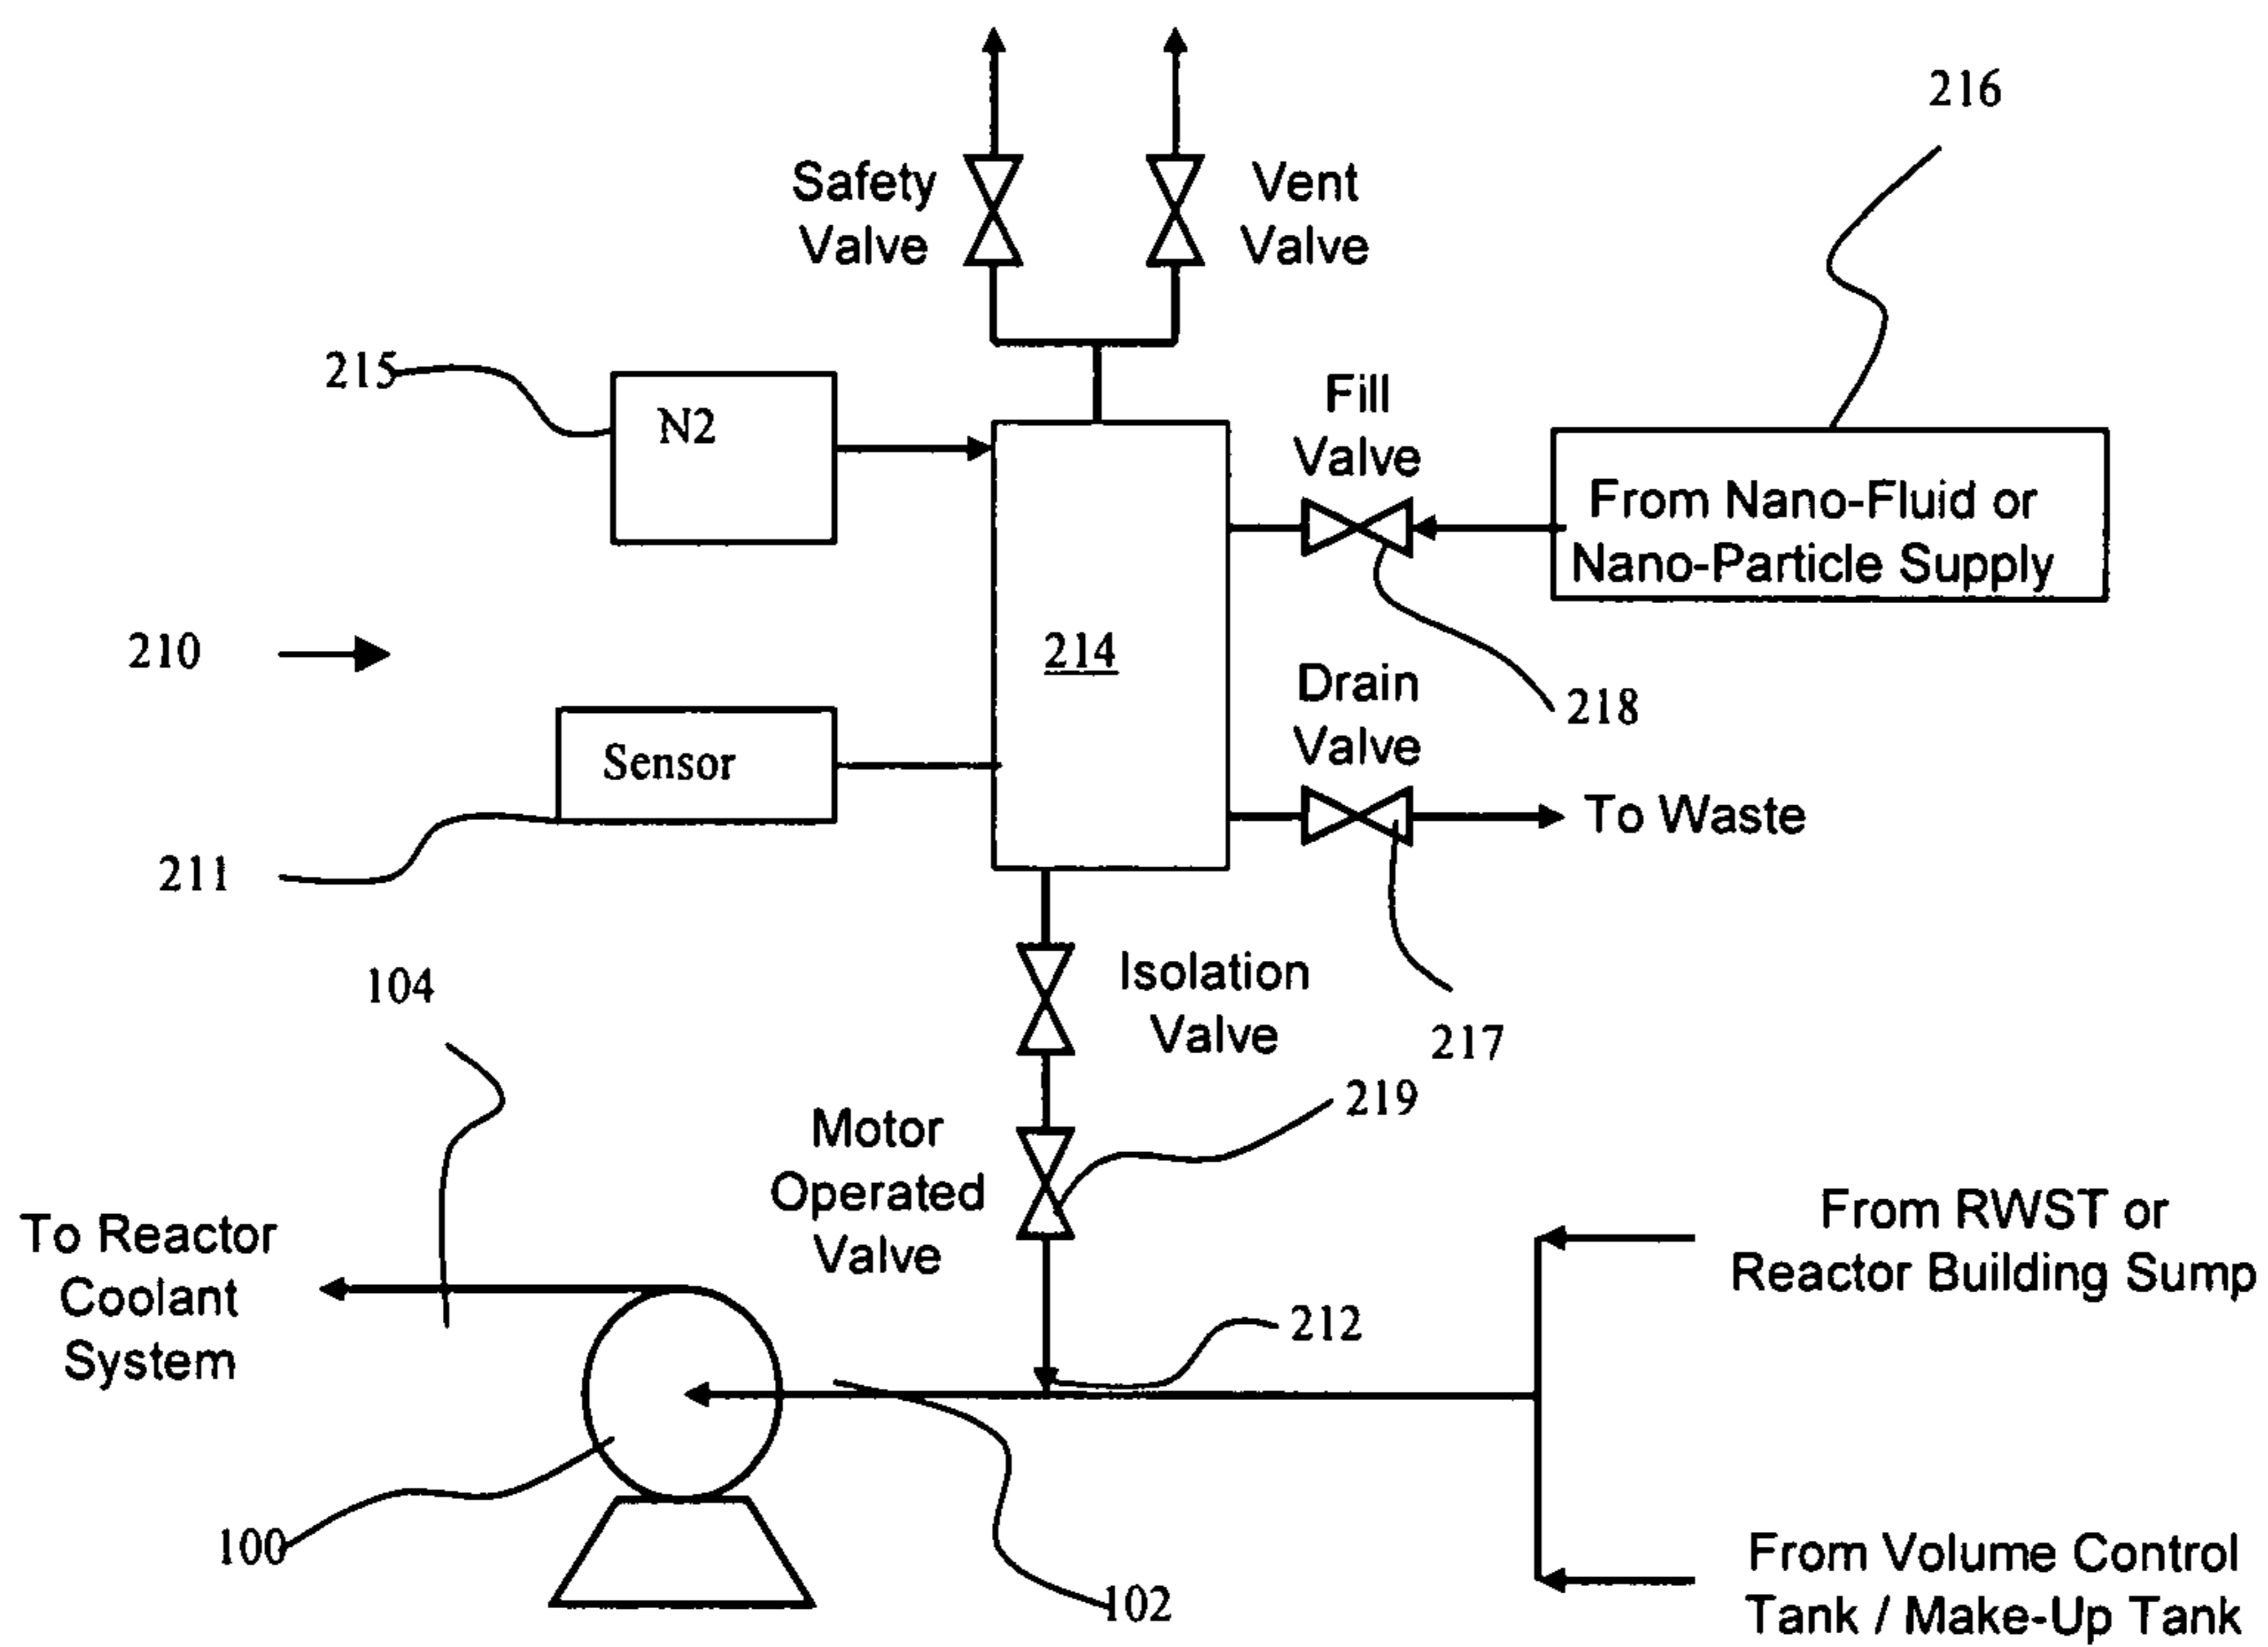 216
Safety
Valve
Vent
Valve
215
N2
Fill
Valve
From Nano-Fluid or
Nano-Particle Supply
210
214
218
Sensor
Drain
Valve
To Waste
211
104
Isolation
Valve
217
219
Motor
Operated
Valve
To Reactor
Coolant
System
From RWST or
Reactor Building Sump
212
100
102
From Volume Control
Tank / Make-Up Tank